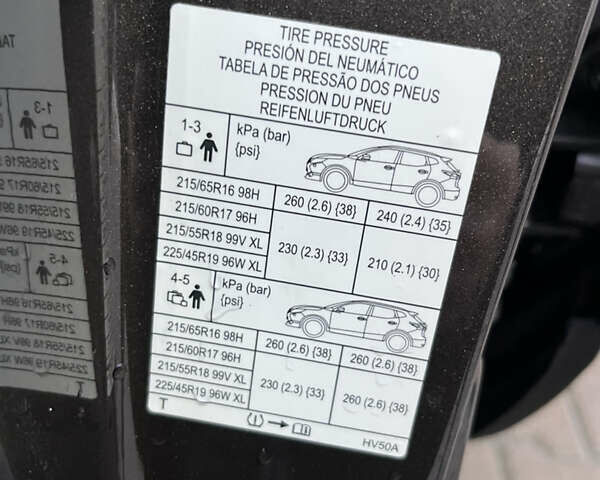 TIRE PRESSURE
PRESIÓN DEL NEUMÁTICO
TABELA DE PRESSÃO DOS PNEUS
PRESSION DU PNEU
REIFENLUFTDRUCK
1-3 kPa (bar)
{psi}
215/65R16 98H 260 (2.6) {38} 240 (2.4) {35}
215/60R17 96H
215/55R18 99V XL 230 (2.3) {33} 210 (2.1) {30}
225/45R19 96W XL
4-5 kPa (bar)
{psi}
215/65R16 98H 260 (2.6) {38} 260 (2.6) {38}
215/60R17 96H
215/55R18 99V XL 230 (2.3) {33} 260 (2.6) {38}
225/45R19 96W XL
T
HV50A